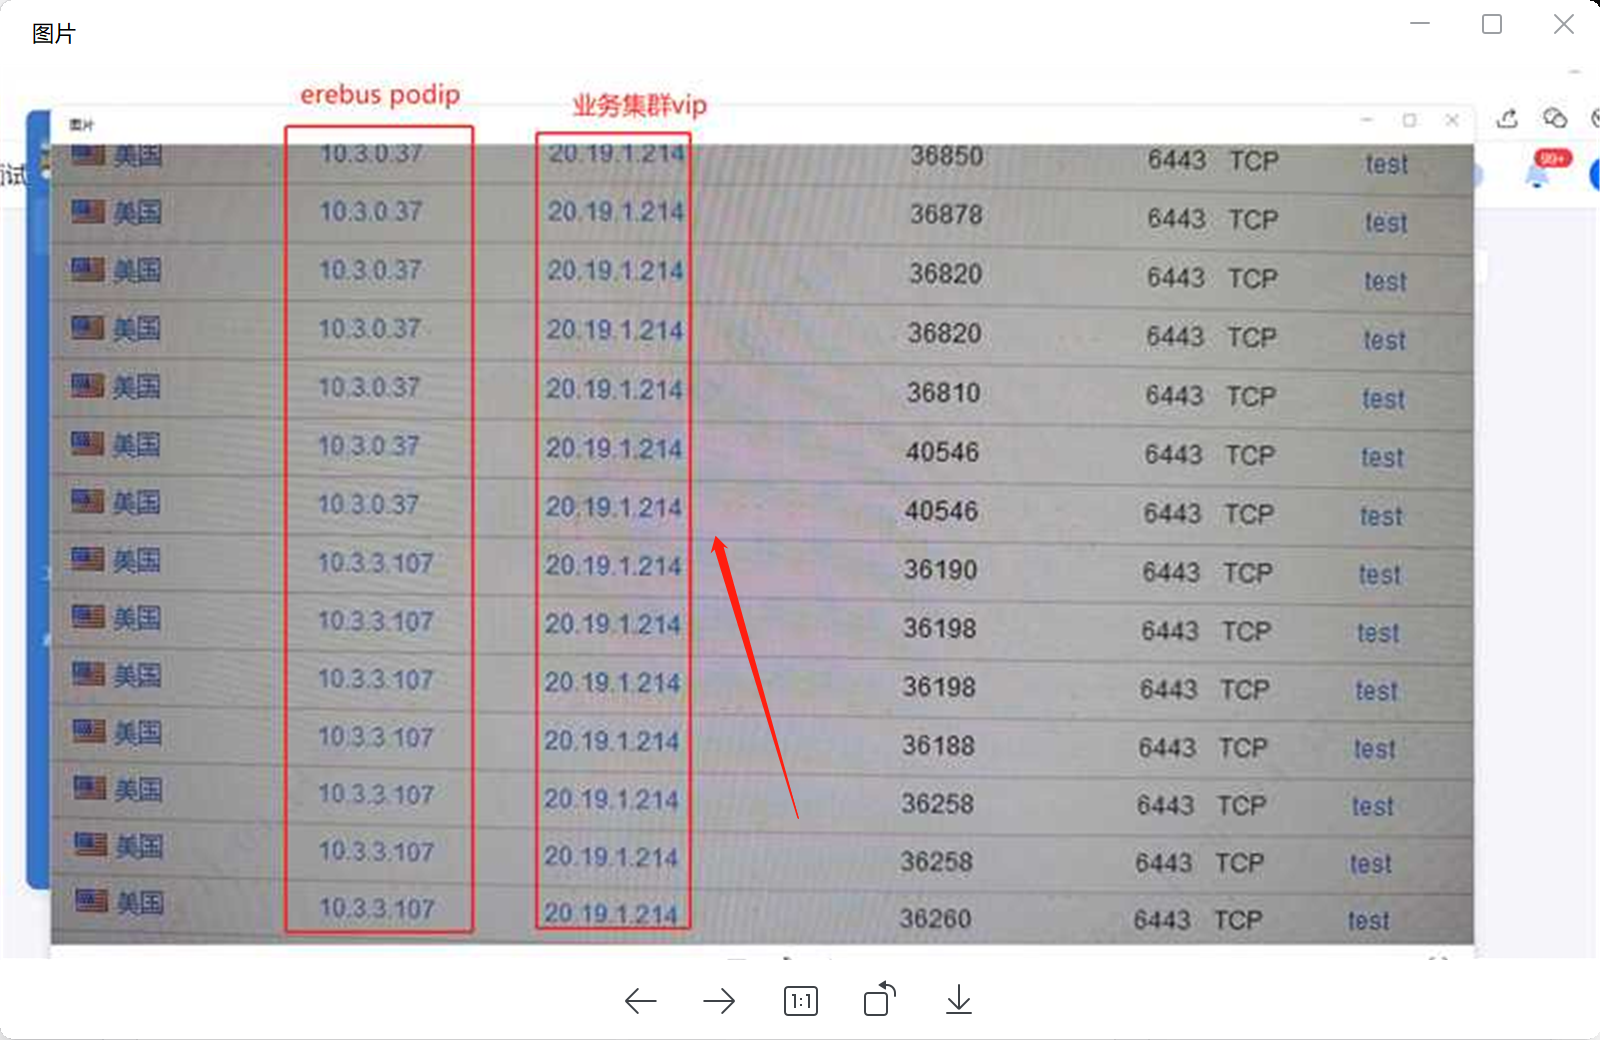 图片
erebus podip
业务集群vip
图片
试
99+
美国 10.3.0.37 20.19.1.214 36850 6443 TCP test
美国 10.3.0.37 20.19.1.214 36878 6443 TCP test
美国 10.3.0.37 20.19.1.214 36820 6443 TCP test
美国 10.3.0.37 20.19.1.214 36820 6443 TCP test
美国 10.3.0.37 20.19.1.214 36810 6443 TCP test
美国 10.3.0.37 20.19.1.214 40546 6443 TCP test
美国 10.3.0.37 20.19.1.214 40546 6443 TCP test
美国 10.3.3.107 20.19.1.214 36190 6443 TCP test
美国 10.3.3.107 20.19.1.214 36198 6443 TCP test
美国 10.3.3.107 20.19.1.214 36198 6443 TCP test
美国 10.3.3.107 20.19.1.214 36188 6443 TCP test
美国 10.3.3.107 20.19.1.214 36258 6443 TCP test
美国 10.3.3.107 20.19.1.214 36258 6443 TCP test
美国 10.3.3.107 20.19.1.214 36260 6443 TCP test
1:1